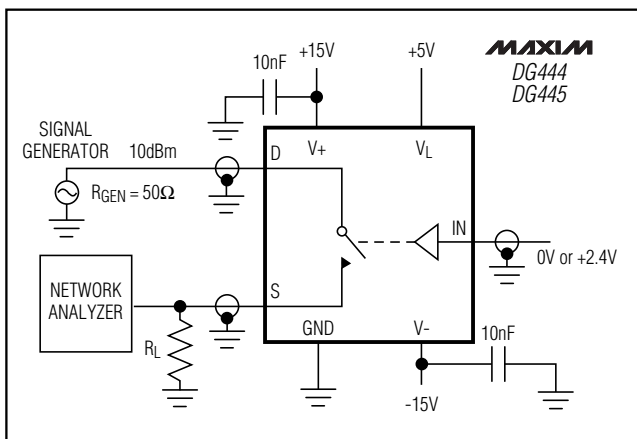 +15V
+5V
MAXIM
DG444
DG445
10nF
SIGNAL
GENERATOR
10dBm
D
V+
VL
RGEN = 50Ω
IN
0V or +2.4V
NETWORK
ANALYZER
S
RL
GND
V-
10nF
-15V